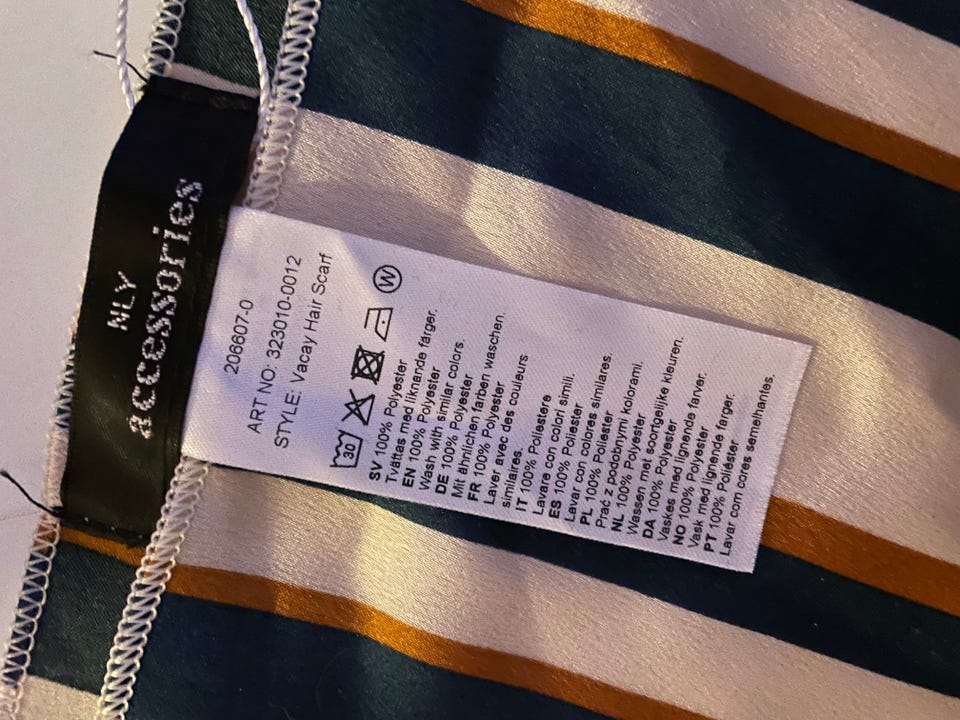 NLY
accessories
206607-0
ART NO: 323010-0012
STYLE: Vacay Hair Scarf
30
W
SV 100% Polyester
Tvättas med liknande färger.
EN 100% Polyester
Wash with similar colors.
DE 100% Polyester
Mit ähnlichen farben waschen.
FR 100% Polyester
Laver avec des couleurs
similaires.
IT 100% Poliestere
Lavare con colori simili.
ES 100% Poliester
Lavar con colores similares.
PL 100% Poliester
Prać z podobnymi kolorami.
NL 100% Polyester
Wassen met soortgelijke kleuren.
DA 100% Polyester
Vaskes med lignende farver.
NO 100% Polyester
Vask med lignende farger.
PT 100% Poliéster
Lavar com cores semelhantes.